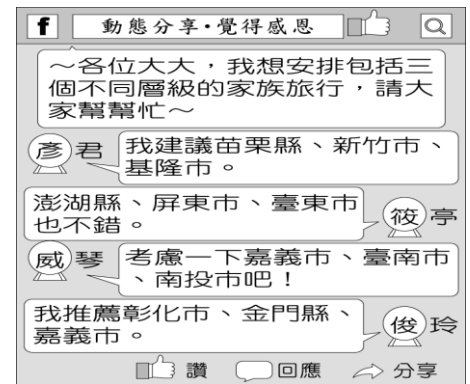 f 動態分享·覺得感恩
～各位大大，我想安排包括三
個不同層級的家族旅行，請大
家幫幫忙～
彥君
我建議苗栗縣、新竹市、
基隆市。
澎湖縣、屏東市、臺東市
也不錯。
筱亭
威琴
考慮一下嘉義市、臺南市
、南投市吧！
我推薦彰化市、金門縣、
嘉義市。
俊玲
讚 回應 分享